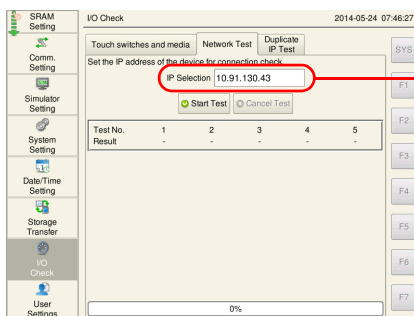 SRAM
Setting
Comm.
Setting
Simulator
Setting
System
Setting
Date/Time
Setting
Storage
Transfer
I/O
Check
User
Settings
I/O Check 2014-05-24 07:46:27
Touch switches and media Network Test Duplicate
IP Test
Set the IP address of the device for connection check.
IP Selection 10.91.130.43
Start Test Cancel Test
Test No. 1 2 3 4 5
Result - - - - -
0%
SYS
F1
F2
F3
F4
F5
F6
F7